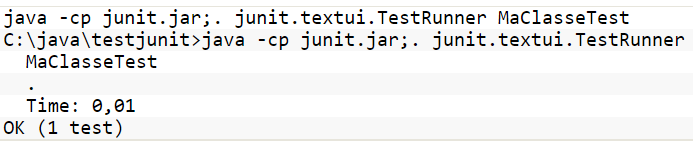 java -cp junit.jar;. junit.textui.TestRunner MaClasseTest
C:\java\testjunit>java -cp junit.jar;. junit.textui.TestRunner
MaClasseTest
.
Time: 0,01
OK (1 test)